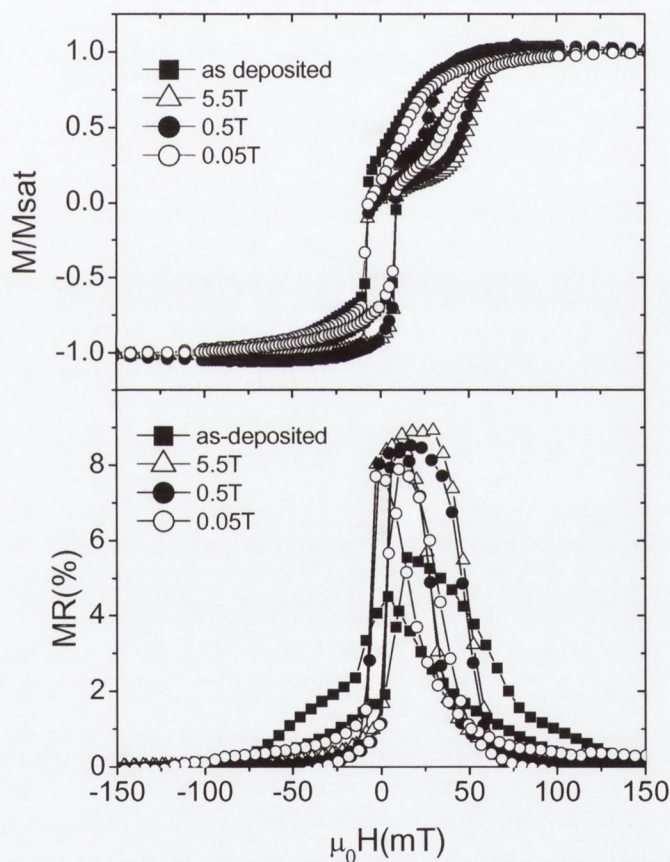 1.0
0.5
0.0
-0.5
-1.0
M/Msat
as deposited
5.5T
0.5T
0.05T
8
6
4
2
0
MR(%)
as-deposited
5.5T
0.5T
0.05T
-150 -100 -50 0 50 100 150
μ₀H(mT)